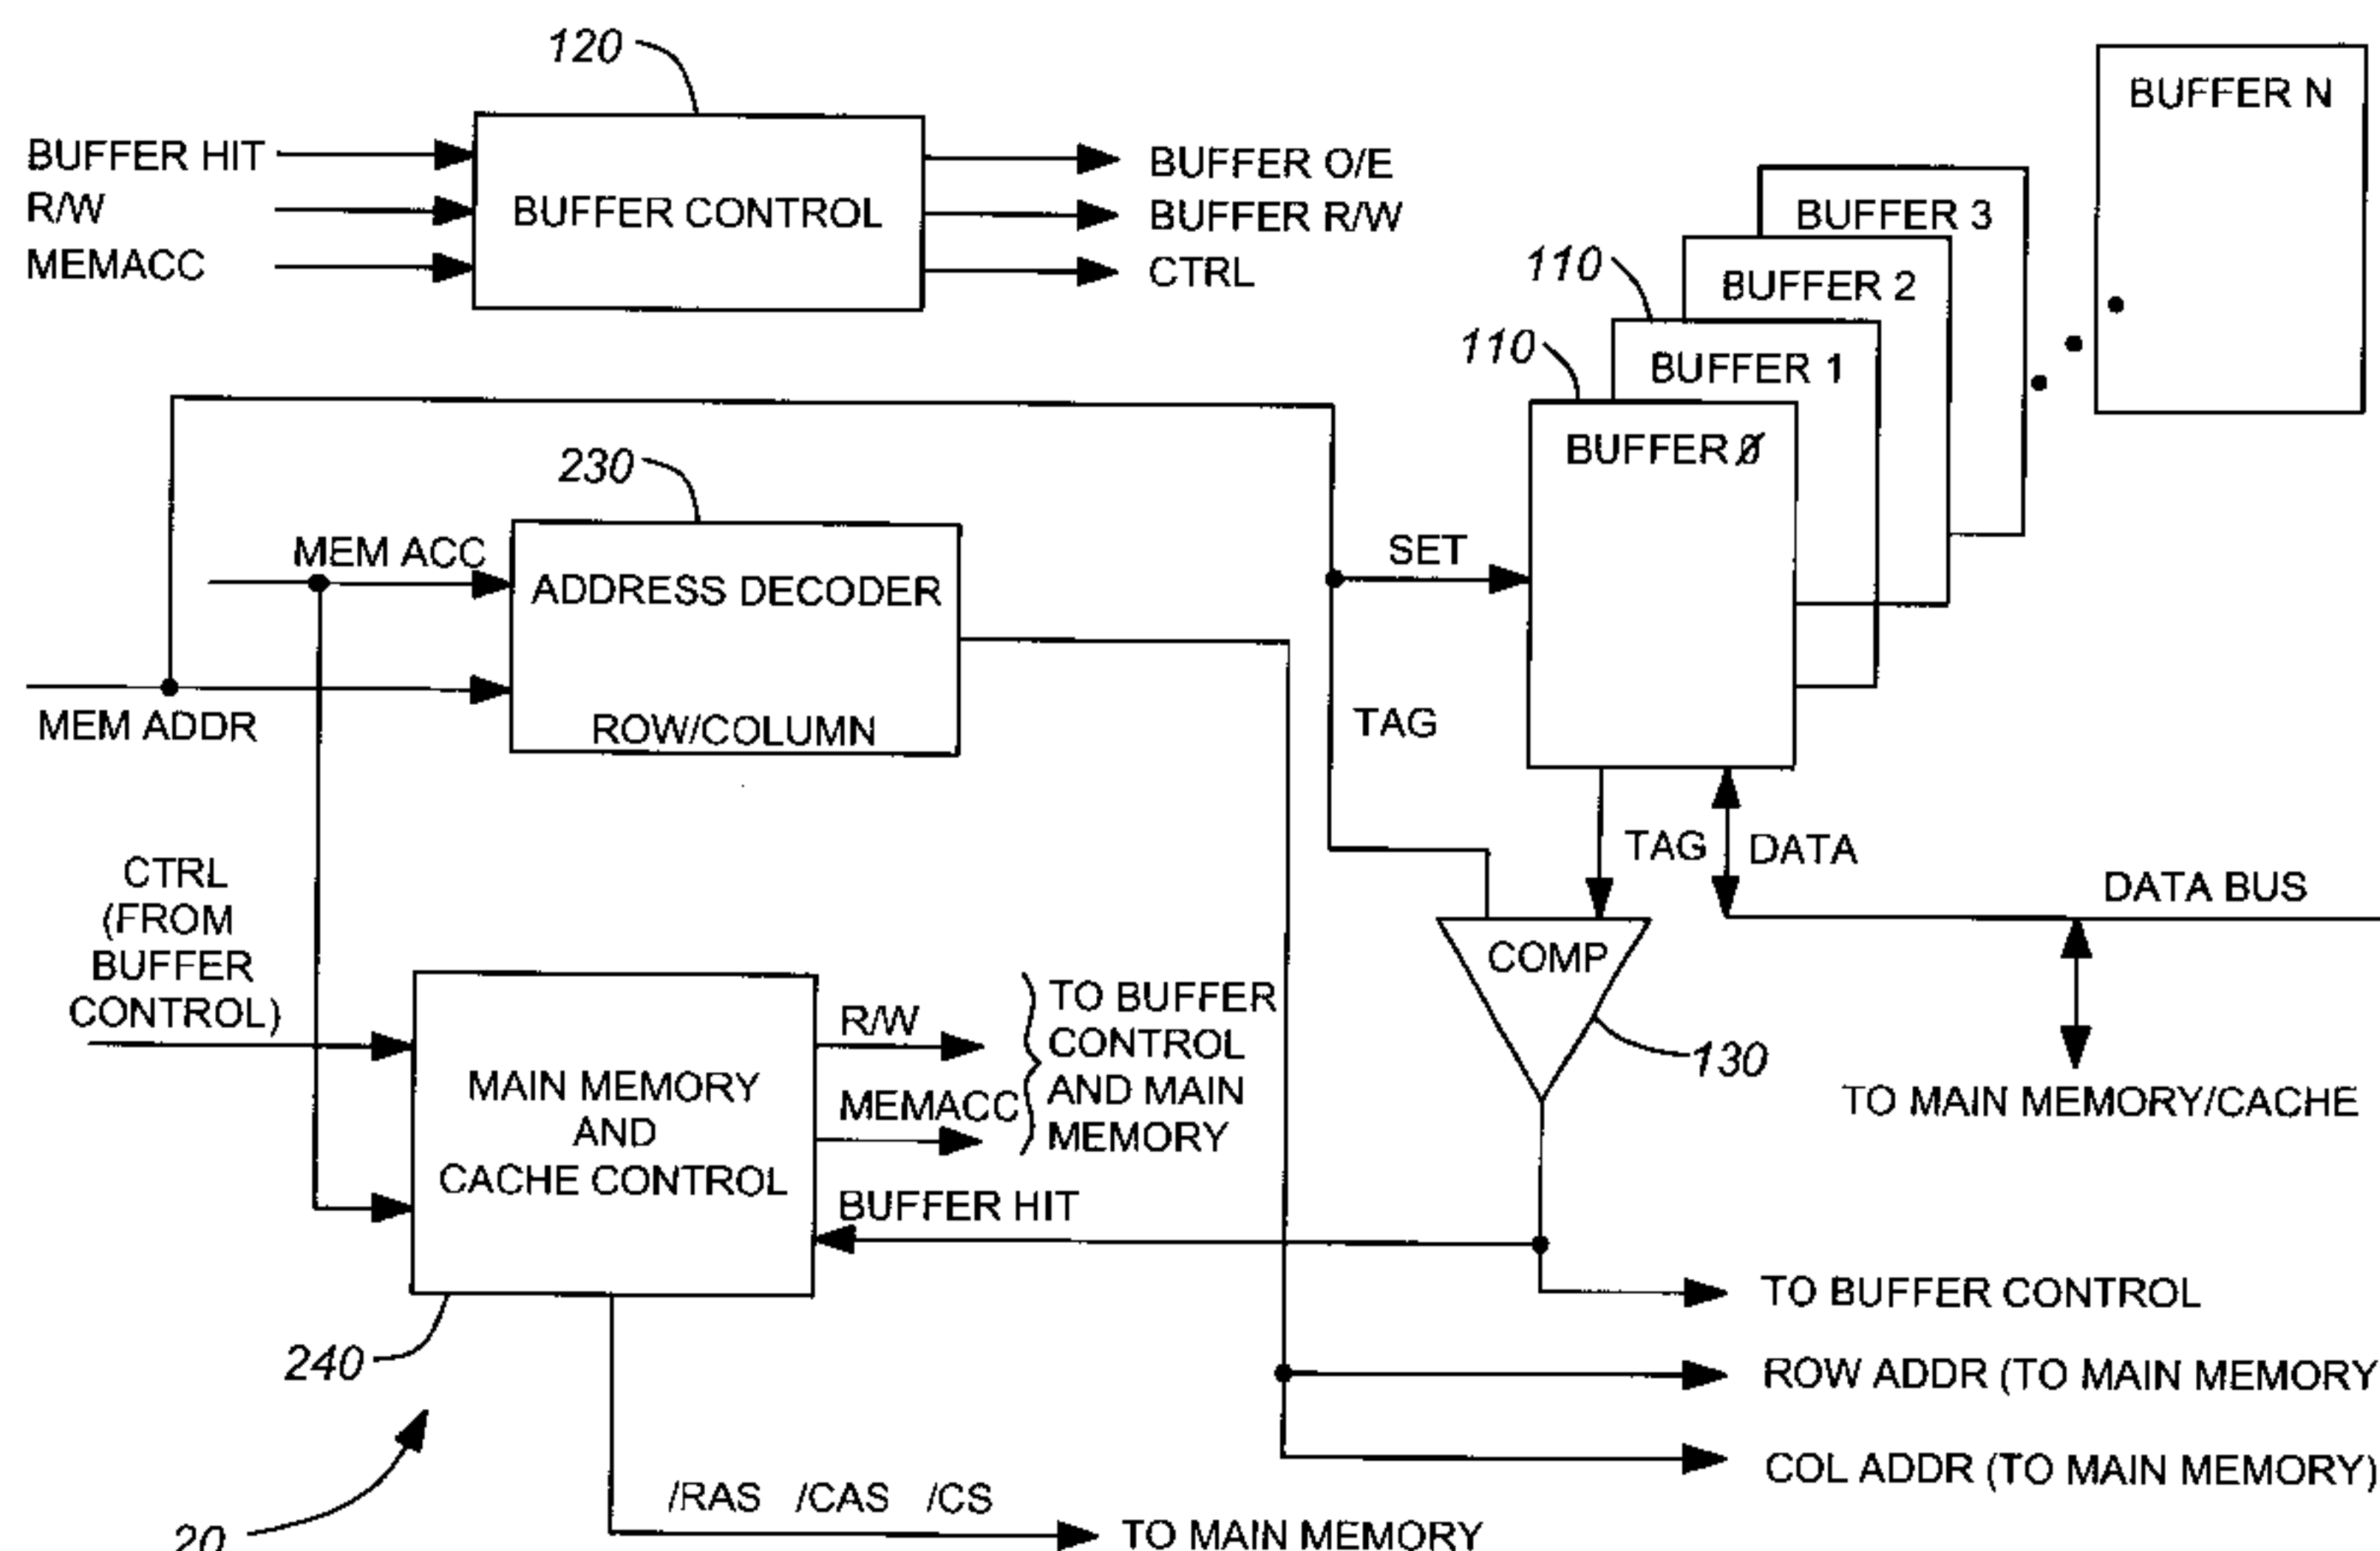 120
BUFFER N
BUFFER HIT
R/W
MEMACC
BUFFER CONTROL
BUFFER O/E
BUFFER R/W
CTRL
BUFFER 3
110
BUFFER 2
110
BUFFER 1
BUFFER 0
230
MEM ACC
ADDRESS DECODER
SET
MEM ADDR
ROW/COLUMN
TAG
CTRL
(FROM
BUFFER
CONTROL)
TAG
DATA
DATA BUS
COMP
130
TO MAIN MEMORY/CACHE
MAIN MEMORY
AND
CACHE CONTROL
R/W
MEMACC
TO BUFFER
CONTROL
AND MAIN
MEMORY
BUFFER HIT
240
TO BUFFER CONTROL
ROW ADDR (TO MAIN MEMORY
COL ADDR (TO MAIN MEMORY)
20
/RAS /CAS /CS
TO MAIN MEMORY